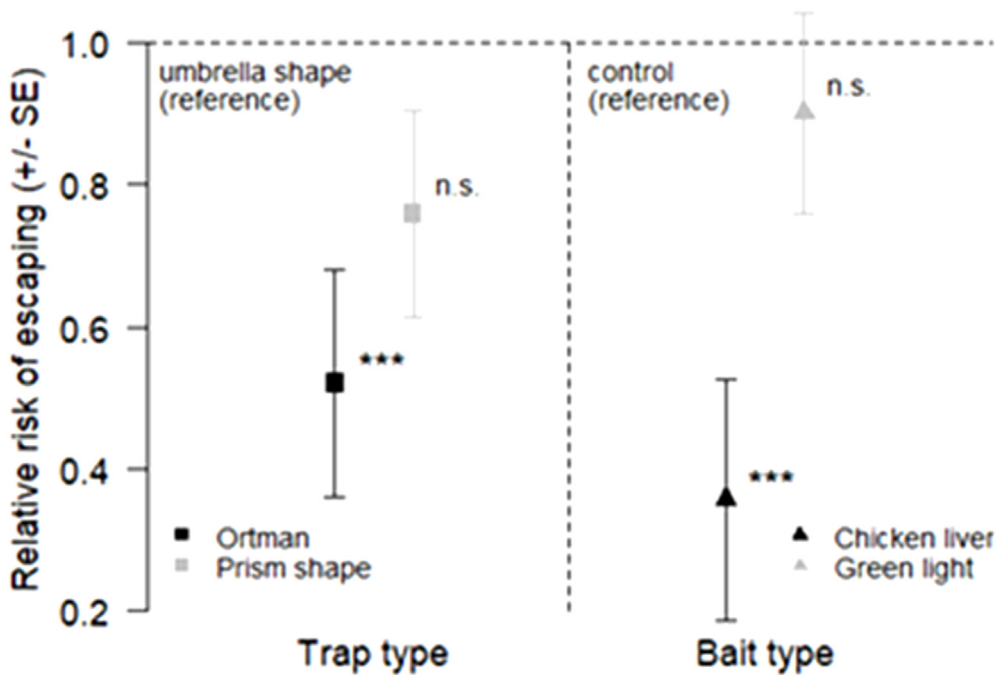 Relative risk of escaping (+/- SE)
1.0
0.8
0.6
0.4
0.2
umbrella shape
(reference)
n.s.
***
Ortman
Prism shape
control
(reference)
n.s.
***
Chicken liver
Green light
Trap type
Bait type